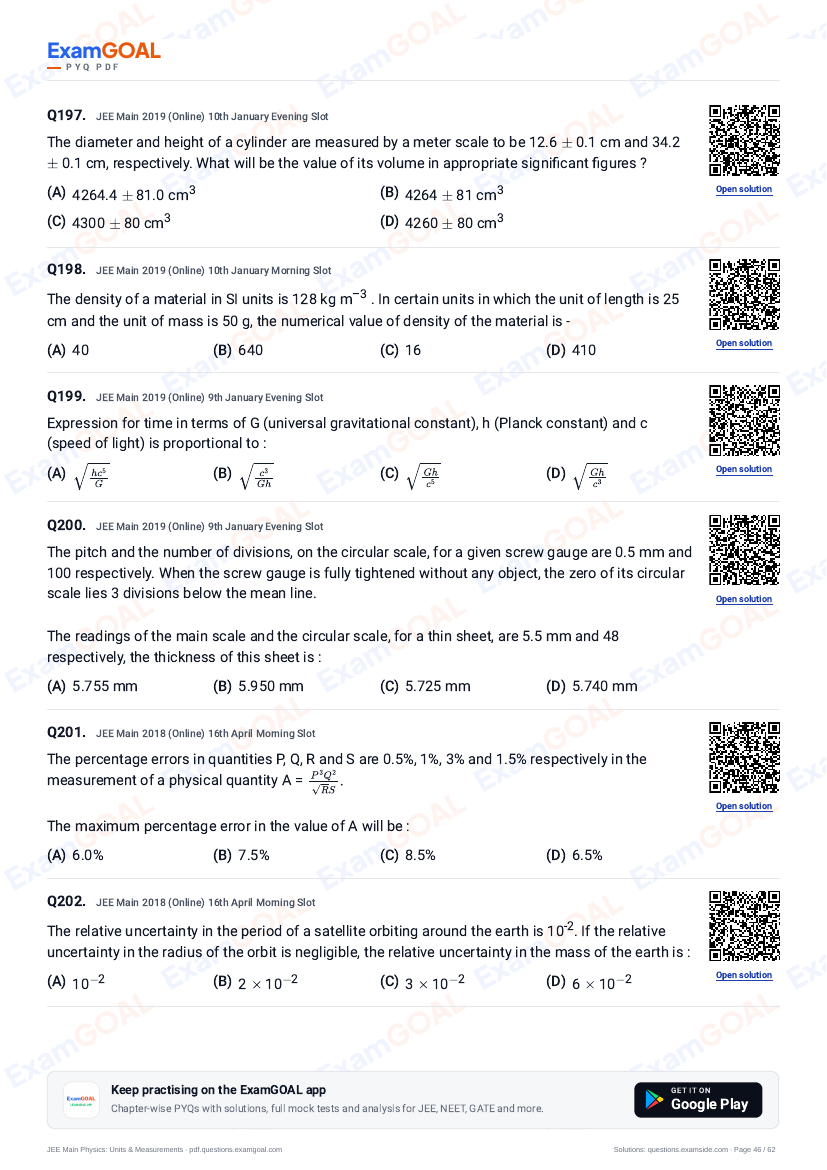 ExamGOAL
PYQ PDF
Q197. JEE Main 2019 (Online) 10th January Evening Slot
The diameter and height of a cylinder are measured by a meter scale to be 12.6 ± 0.1 cm and 34.2
± 0.1 cm, respectively. What will be the value of its volume in appropriate significant figures ?
(A) 4264.4 ± 81.0 cm³ (B) 4264 ± 81 cm³
(C) 4300 ± 80 cm³ (D) 4260 ± 80 cm³
Open solution
Q198. JEE Main 2019 (Online) 10th January Morning Slot
The density of a material in SI units is 128 kg m⁻³ . In certain units in which the unit of length is 25
cm and the unit of mass is 50 g, the numerical value of density of the material is -
(A) 40 (B) 640 (C) 16 (D) 410
Open solution
Q199. JEE Main 2019 (Online) 9th January Evening Slot
Expression for time in terms of G (universal gravitational constant), h (Planck constant) and c
(speed of light) is proportional to :
(A) √(hc⁵/G) (B) √(c³/Gh) (C) √(Gh/c⁵) (D) √(Gh/c³)
Open solution
Q200. JEE Main 2019 (Online) 9th January Evening Slot
The pitch and the number of divisions, on the circular scale, for a given screw gauge are 0.5 mm and
100 respectively. When the screw gauge is fully tightened without any object, the zero of its circular
scale lies 3 divisions below the mean line.
The readings of the main scale and the circular scale, for a thin sheet, are 5.5 mm and 48
respectively, the thickness of this sheet is :
(A) 5.755 mm (B) 5.950 mm (C) 5.725 mm (D) 5.740 mm
Open solution
Q201. JEE Main 2018 (Online) 16th April Morning Slot
The percentage errors in quantities P, Q, R and S are 0.5%, 1%, 3% and 1.5% respectively in the
measurement of a physical quantity A = P³Q²/√R S.
The maximum percentage error in the value of A will be :
(A) 6.0% (B) 7.5% (C) 8.5% (D) 6.5%
Open solution
Q202. JEE Main 2018 (Online) 16th April Morning Slot
The relative uncertainty in the period of a satellite orbiting around the earth is 10⁻². If the relative
uncertainty in the radius of the orbit is negligible, the relative uncertainty in the mass of the earth is :
(A) 10⁻² (B) 2 × 10⁻² (C) 3 × 10⁻² (D) 6 × 10⁻²
Open solution
ExamGOAL
Keep practising on the ExamGOAL app
Chapter-wise PYQs with solutions, full mock tests and analysis for JEE, NEET, GATE and more.
GET IT ON
Google Play
JEE Main Physics: Units & Measurements · pdf.questions.examgoal.com Solutions: questions.examside.com · Page 46 / 62